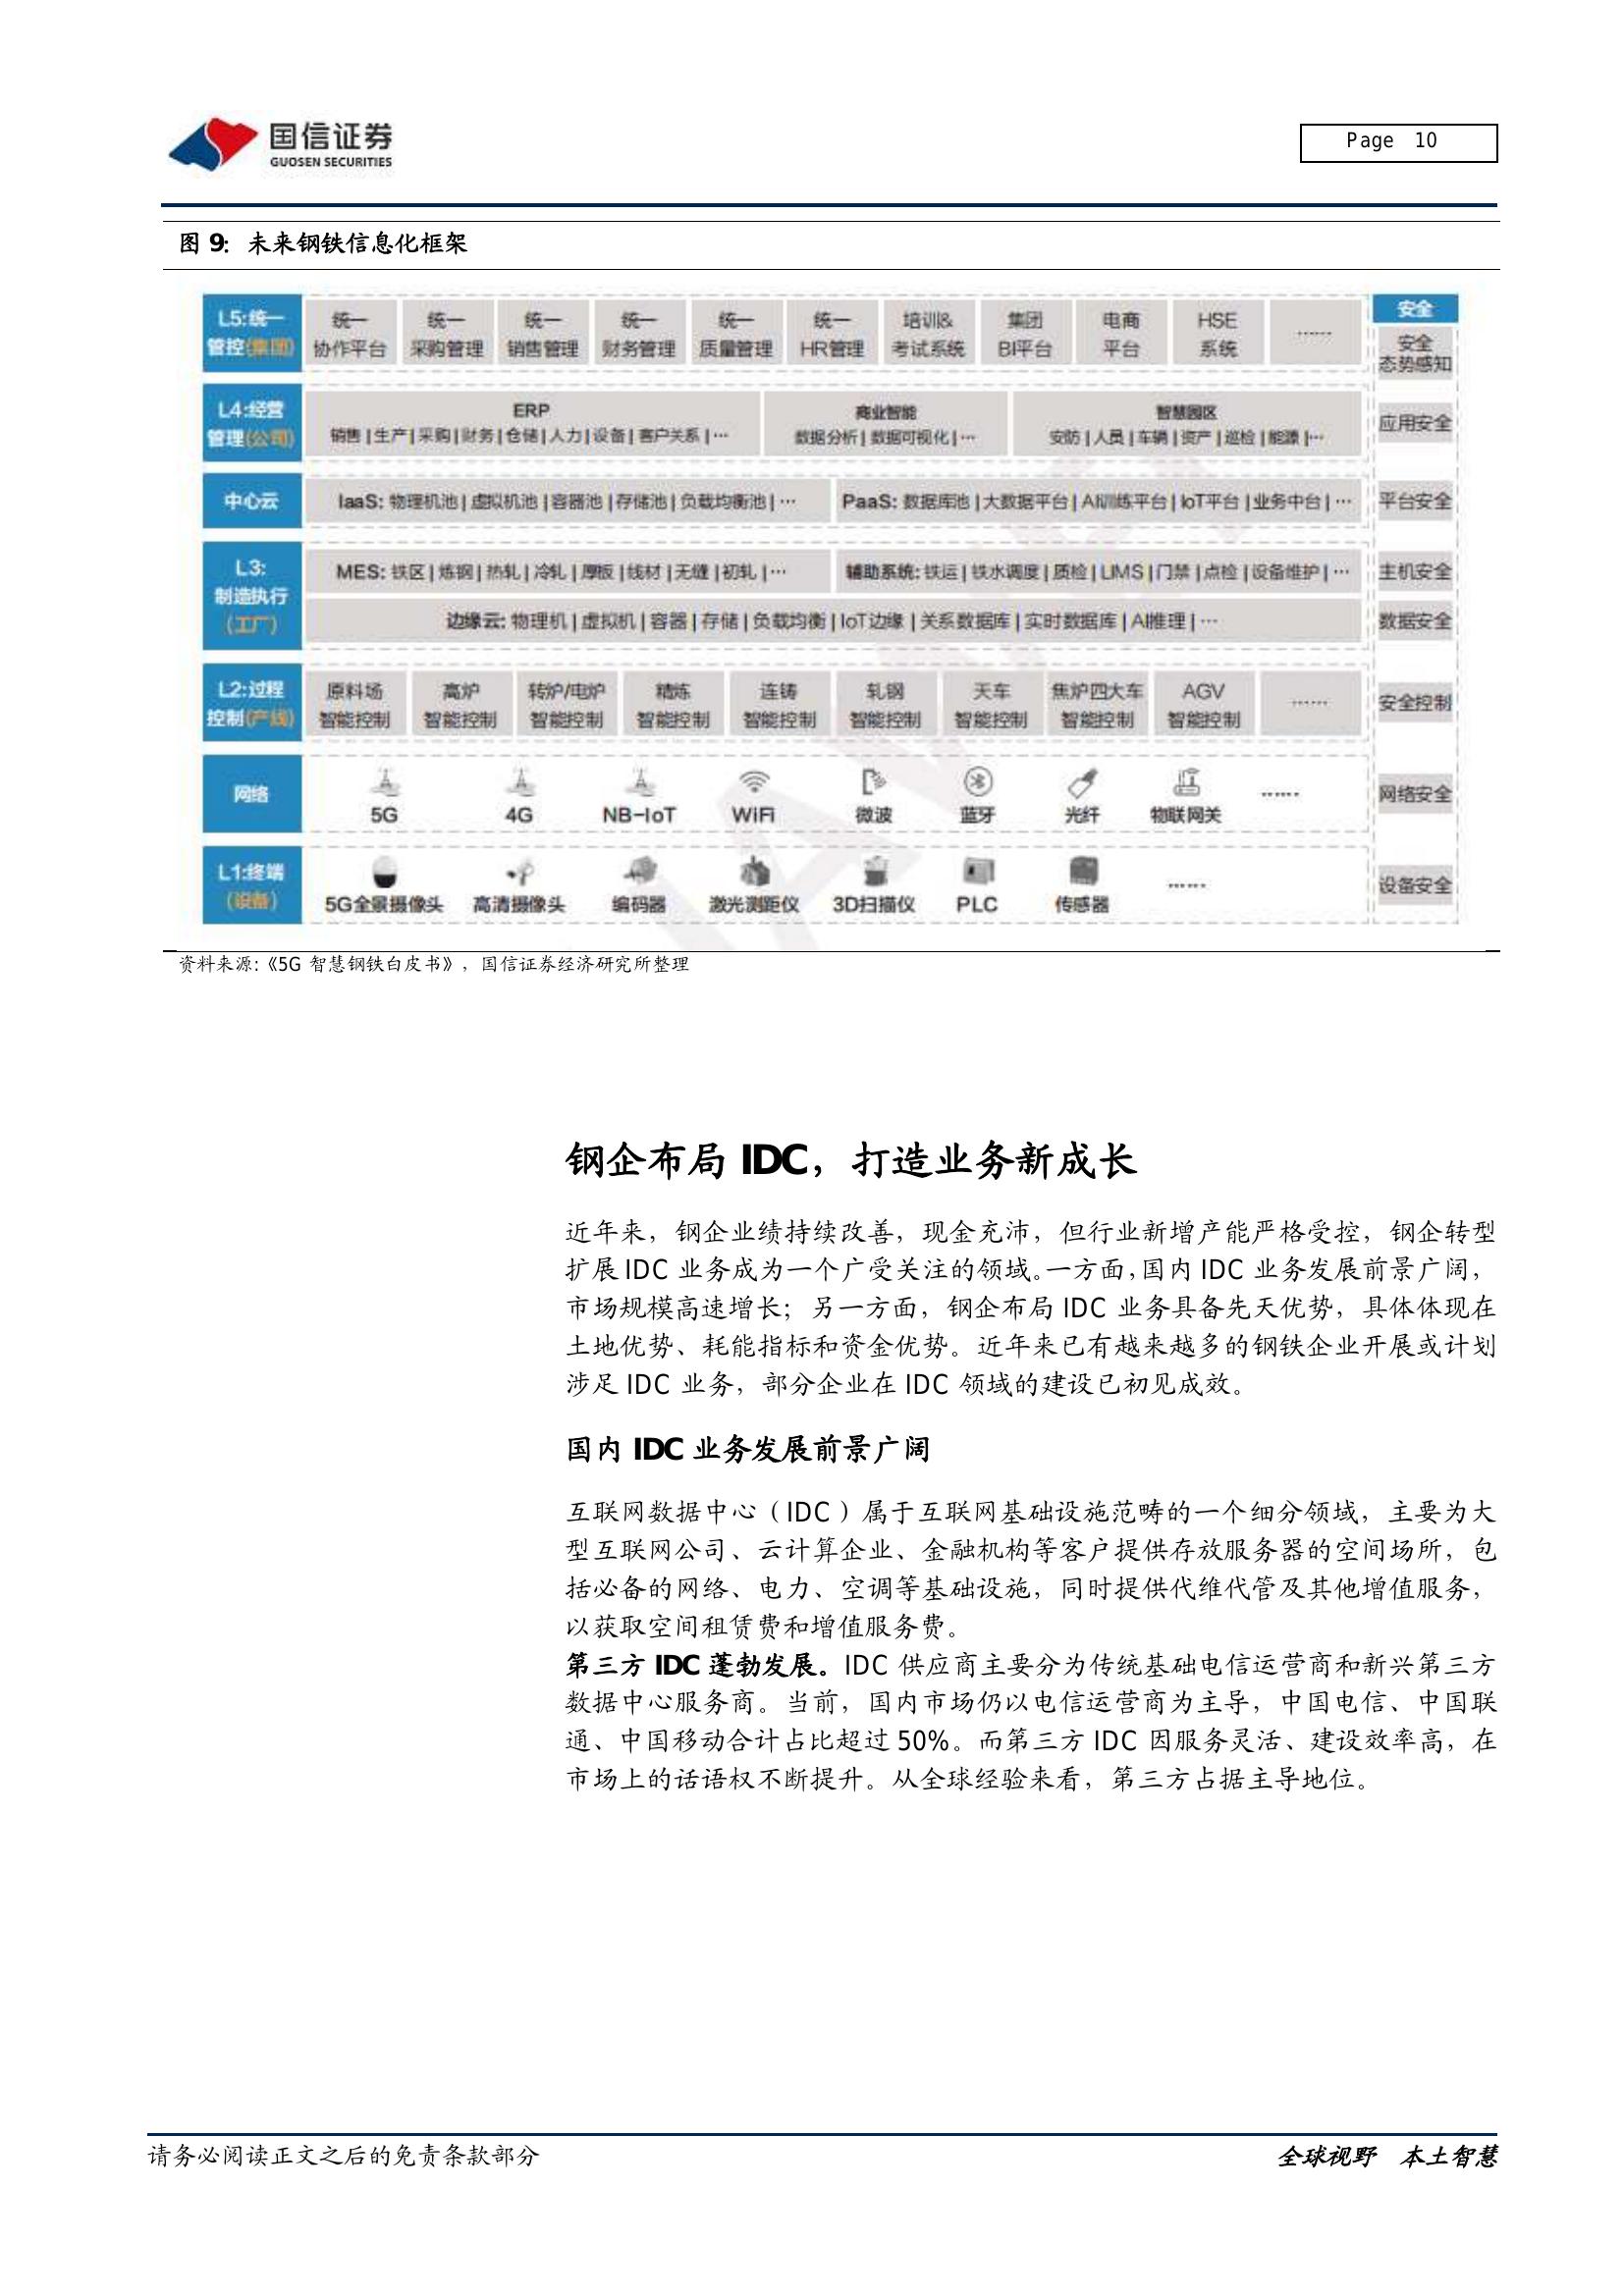 国信证券
GUOSEN SECURITIES
Page 10
图 9：未来钢铁信息化框架
L5:统一
管控(集团)
统一
协作平台
统一
采购管理
统一
销售管理
统一
财务管理
统一
质量管理
统一
HR管理
培训&
考试系统
集团
BI平台
电商
平台
HSE
系统
……
安全
安全
态势感知
L4:经营
管理(公司)
ERP
销售|生产|采购|财务|仓储|人力|设备|客户关系|…
商业智能
数据分析|数据可视化|…
智慧园区
安防|人员|车辆|资产|巡检|能源|…
应用安全
中心云
IaaS: 物理机池|虚拟机池|容器池|存储池|负载均衡池|…
PaaS: 数据库池|大数据平台|AI训练平台|IoT平台|业务中台|…
平台安全
L3:
制造执行
(工厂)
MES: 铁区|炼钢|热轧|冷轧|厚板|线材|无缝|初轧|…
辅助系统: 铁运|铁水调度|质检|LIMS|门禁|点检|设备维护|…
主机安全
边缘云: 物理机|虚拟机|容器|存储|负载均衡|IoT边缘|关系数据库|实时数据库|AI推理|…
数据安全
L2:过程
控制(产线)
原料场
智能控制
高炉
智能控制
转炉/电炉
智能控制
精炼
智能控制
连铸
智能控制
轧钢
智能控制
天车
智能控制
焦炉四大车
智能控制
AGV
智能控制
……
安全控制
网络
5G
4G
NB-IoT
WiFi
微波
蓝牙
光纤
物联网关
……
网络安全
L1:终端
(设备)
5G全景摄像头
高清摄像头
编码器
激光测距仪
3D扫描仪
PLC
传感器
……
设备安全
资料来源:《5G 智慧钢铁白皮书》，国信证券经济研究所整理
钢企布局 IDC，打造业务新成长
近年来，钢企业绩持续改善，现金充沛，但行业新增产能严格受控，钢企转型
扩展 IDC 业务成为一个广受关注的领域。一方面，国内 IDC 业务发展前景广阔，
市场规模高速增长；另一方面，钢企布局 IDC 业务具备先天优势，具体体现在
土地优势、耗能指标和资金优势。近年来已有越来越多的钢铁企业开展或计划
涉足 IDC 业务，部分企业在 IDC 领域的建设已初见成效。
国内 IDC 业务发展前景广阔
互联网数据中心（IDC）属于互联网基础设施范畴的一个细分领域，主要为大
型互联网公司、云计算企业、金融机构等客户提供存放服务器的空间场所，包
括必备的网络、电力、空调等基础设施，同时提供代维代管及其他增值服务，
以获取空间租赁费和增值服务费。
第三方 IDC 蓬勃发展。IDC 供应商主要分为传统基础电信运营商和新兴第三方
数据中心服务商。当前，国内市场仍以电信运营商为主导，中国电信、中国联
通、中国移动合计占比超过 50%。而第三方 IDC 因服务灵活、建设效率高，在
市场上的话语权不断提升。从全球经验来看，第三方占据主导地位。
请务必阅读正文之后的免责条款部分
全球视野 本土智慧